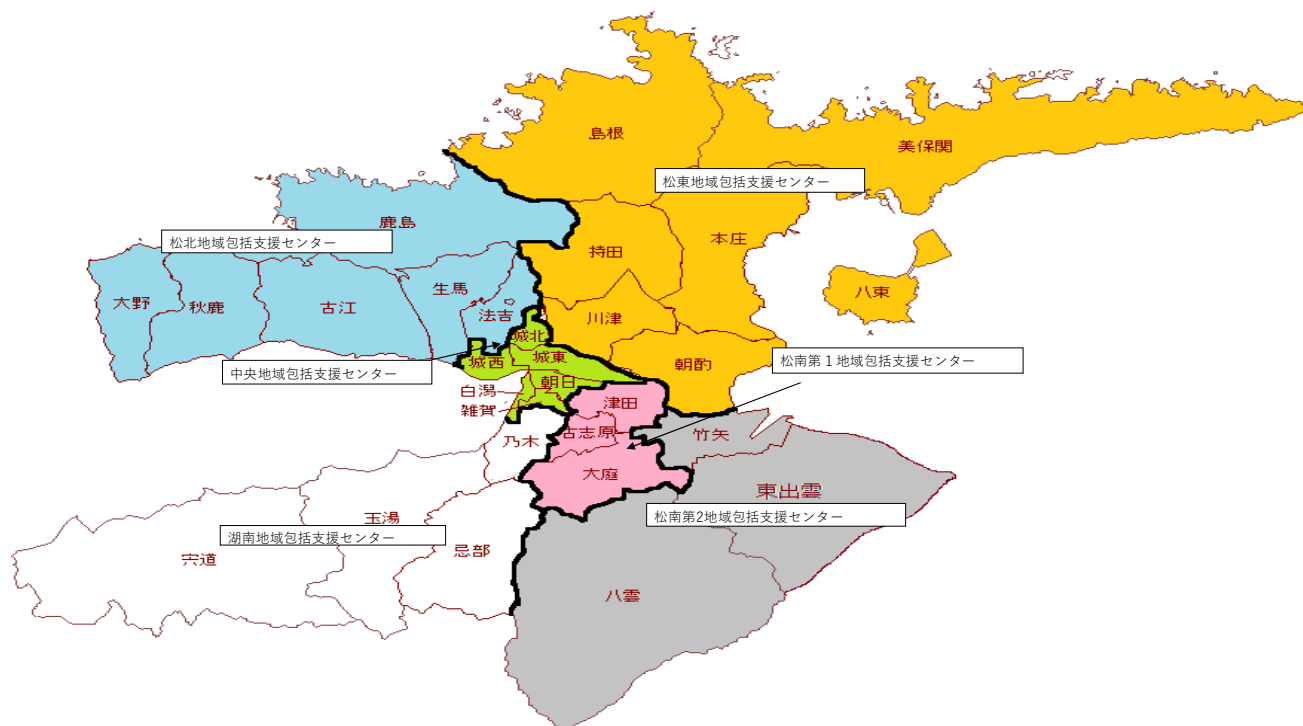 島根
美保関
松東地域包括支援センター
鹿島
松北地域包括支援センター
持田
本庄
生馬
大野
秋鹿
古江
法吉
川津
八束
城北
城西
城東
朝酌
松南第１地域包括支援センター
中央地域包括支援センター
朝日
白潟
雑賀
津田
乃木
古志原
竹矢
大庭
東出雲
玉湯
松南第2地域包括支援センター
湖南地域包括支援センター
忌部
宍道
八雲